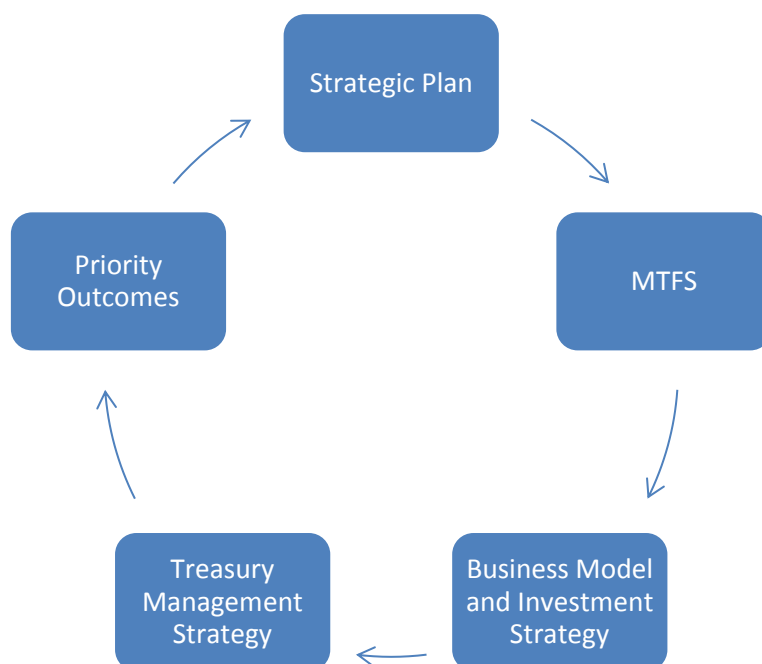 Strategic Plan
MTFS
Business Model
and Investment
Strategy
Treasury
Management
Strategy
Priority
Outcomes